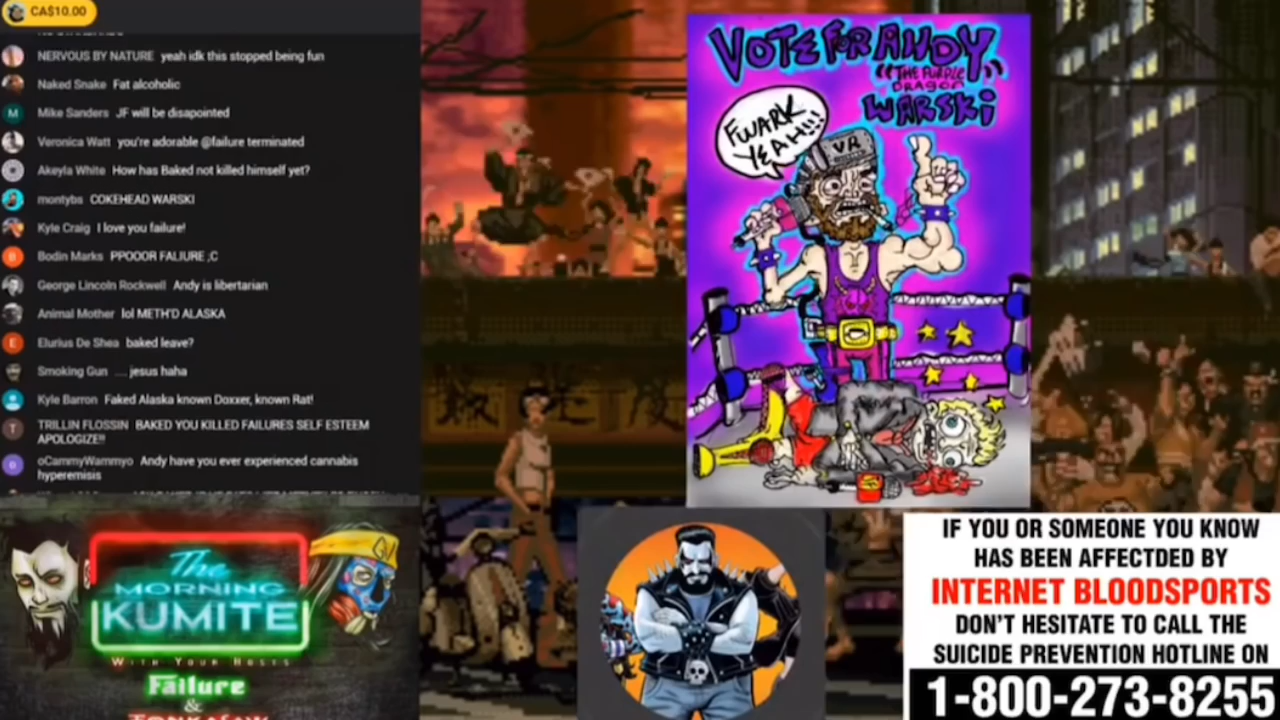 CA$10.00
NERVOUS BY NATURE yeah idk this stopped being fun
Naked Snake Fat alcoholic
M Mike Sanders JF will be disapointed
Veronica Watt you're adorable @failure terminated
Akeyla White How has Baked not killed himself yet?
montybs COKEHEAD WARSKI
Kyle Craig I love you failure!
B Bodin Marks PPOOOR FALIURE ;C
George Lincoln Rockwell Andy is libertarian
Animal Mother lol METH'D ALASKA
E Elurius De Shea baked leave?
Smoking Gun .... jesus haha
Kyle Barron Faked Alaska known Doxxer, known Rat!
T TRILLIN FLOSSIN BAKED YOU KILLED FAILURES SELF ESTEEM
APOLOGIZE!!
oCammyWammyo Andy have you ever experienced cannabis
hyperemisis
The
MORNING
KUMITE
With Your Hosts
Failure
&
VOTE FOR ANDY
"THE PURPLE
DRAGON"
WARSKI
FWARK
YEAH!!!
VR
IF YOU OR SOMEONE YOU KNOW
HAS BEEN AFFECTDED BY
INTERNET BLOODSPORTS
DON'T HESITATE TO CALL THE
SUICIDE PREVENTION HOTLINE ON
1-800-273-8255